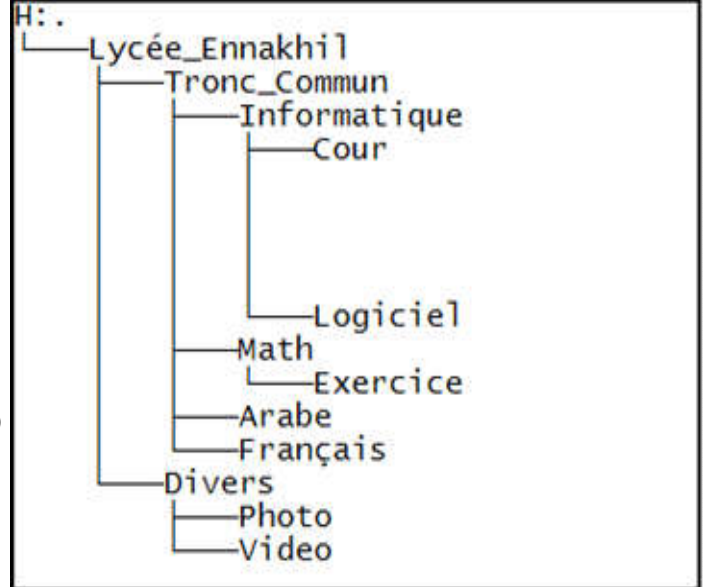 H:.
Lycée_Ennakhil
Tronc_Commun
Informatique
Cour
Logiciel
Math
Exercice
Arabe
Français
Divers
Photo
Video